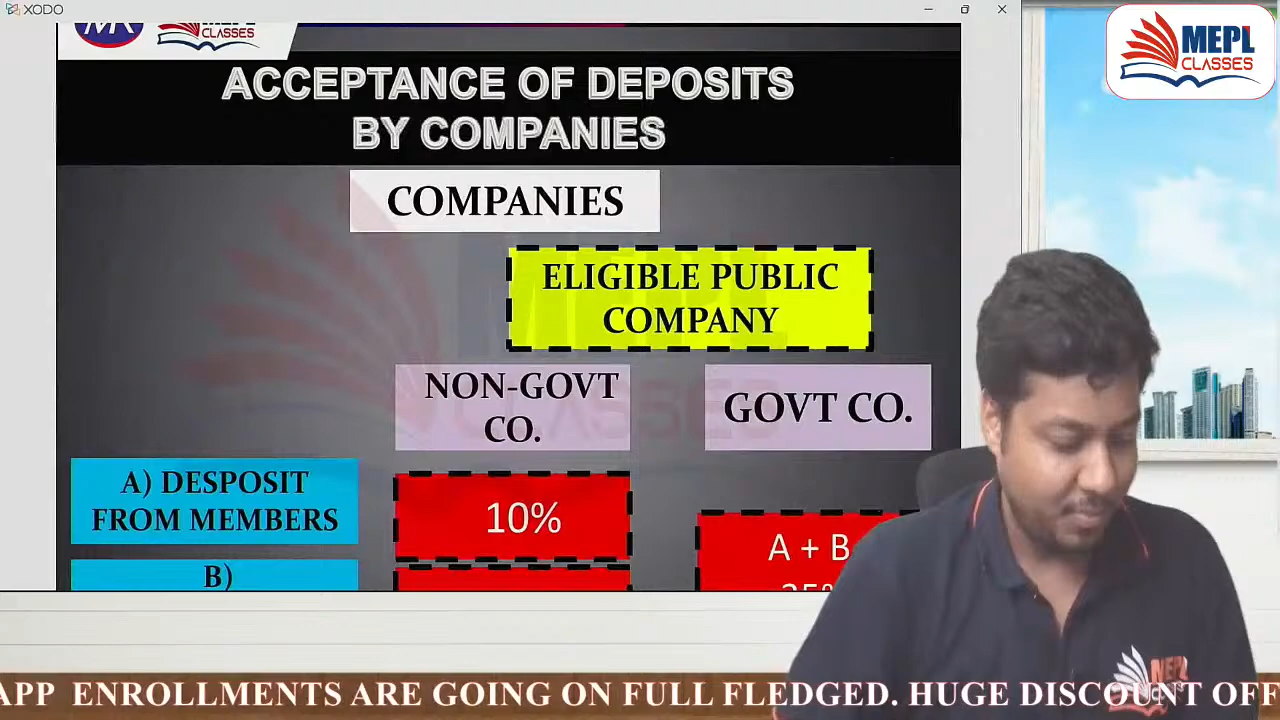 XODO
CLASSES
MEPL
CLASSES
ACCEPTANCE OF DEPOSITS
BY COMPANIES
COMPANIES
ELIGIBLE PUBLIC
COMPANY
NON-GOVT
CO.
GOVT CO.
A) DESPOSIT
FROM MEMBERS
10%
A + B
B)
MEPL
APP ENROLLMENTS ARE GOING ON FULL FLEDGED. HUGE DISCOUNT OFF